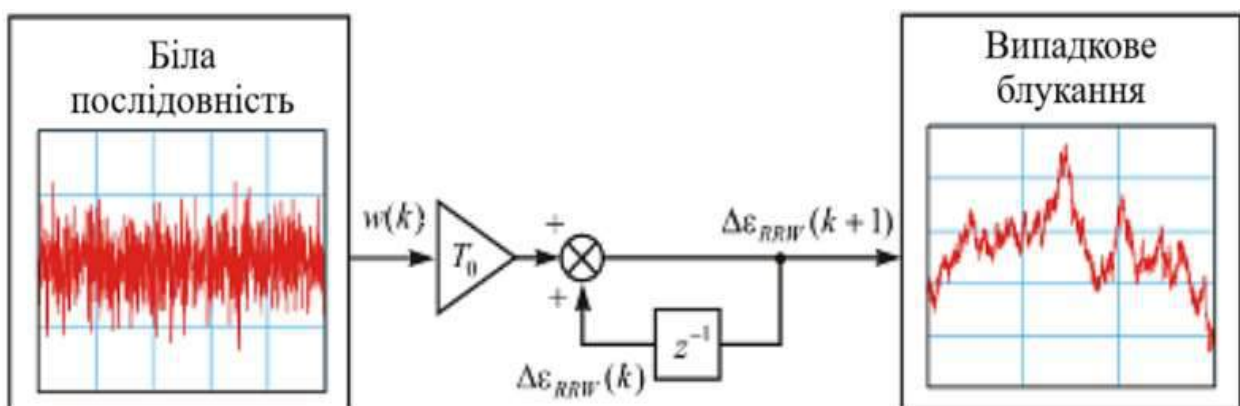 Біла
послідовність
w(k)
T₀
+
+
Δε_RRW(k+1)
z⁻¹
Δε_RRW(k)
Випадкове
блукання